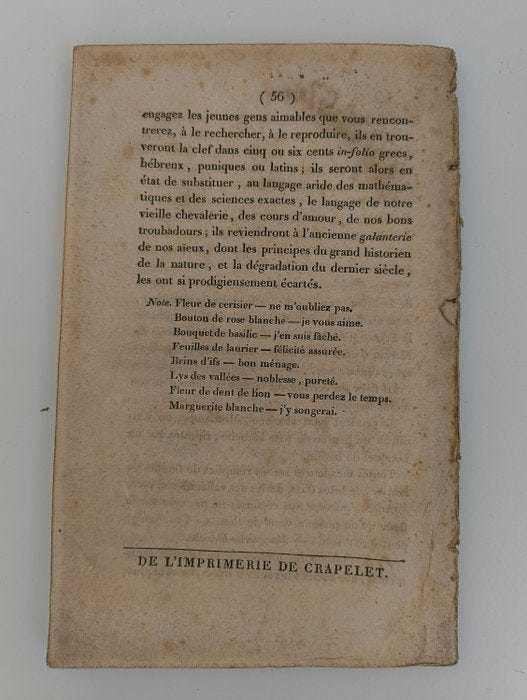 ( 56 )
engagez les jeunes gens aimables que vous rencon-
trerez, à le rechercher, à le reproduire, ils en trou-
veront la clef dans cinq ou six cents in-folio grecs,
hébreux, puniques ou latins ; ils seront alors en
état de substituer, au langage aride des mathéma-
tiques et des sciences exactes, le langage de notre
vieille chevalerie, des cours d'amour, de nos bons
troubadours ; ils reviendront à l'ancienne galanterie
de nos aïeux, dont les principes du grand historien
de la nature, et la dégradation du dernier siècle,
les ont si prodigieusement écartés.
Note. Fleur de cerisier — ne m'oubliez pas.
Bouton de rose blanche — je vous aime.
Bouquet de basilic — j'en suis fâché.
Feuilles de laurier — félicité assurée.
Brins d'ifs — bon ménage.
Lys des vallées — noblesse, pureté.
Fleur de dent de lion — vous perdez le temps.
Marguerite blanche — j'y songerai.
DE L'IMPRIMERIE DE CRAPELET.